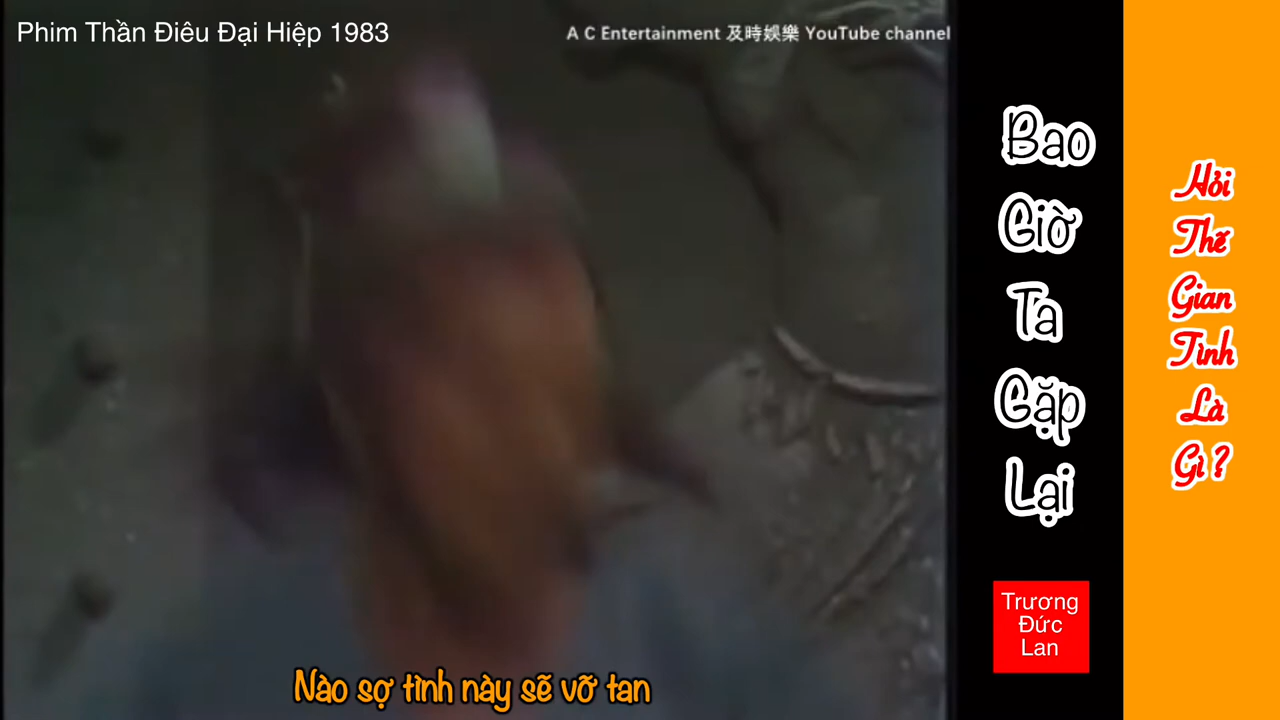 Phim Thần Điêu Đại Hiệp 1983
A C Entertainment 及時娛樂 YouTube channel
Bao
Giờ
Ta
Gặp
Lại
Hỏi
Thế
Gian
Tình
Là
Gì ?
Trương
Đức
Lan
Nào sợ tình này sẽ vỡ tan